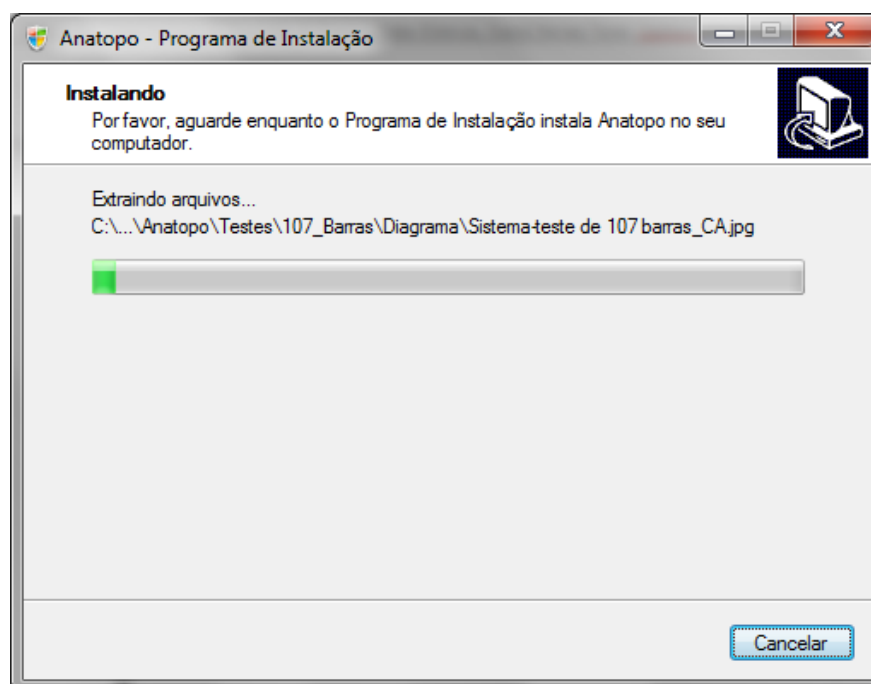 Anatopo - Programa de Instalação
Instalando
Por favor, aguarde enquanto o Programa de Instalação instala Anatopo no seu
computador.
Extraindo arquivos...
C:\...\Anatopo\Testes\107_Barras\Diagrama\Sistema-teste de 107 barras_CA.jpg
Cancelar